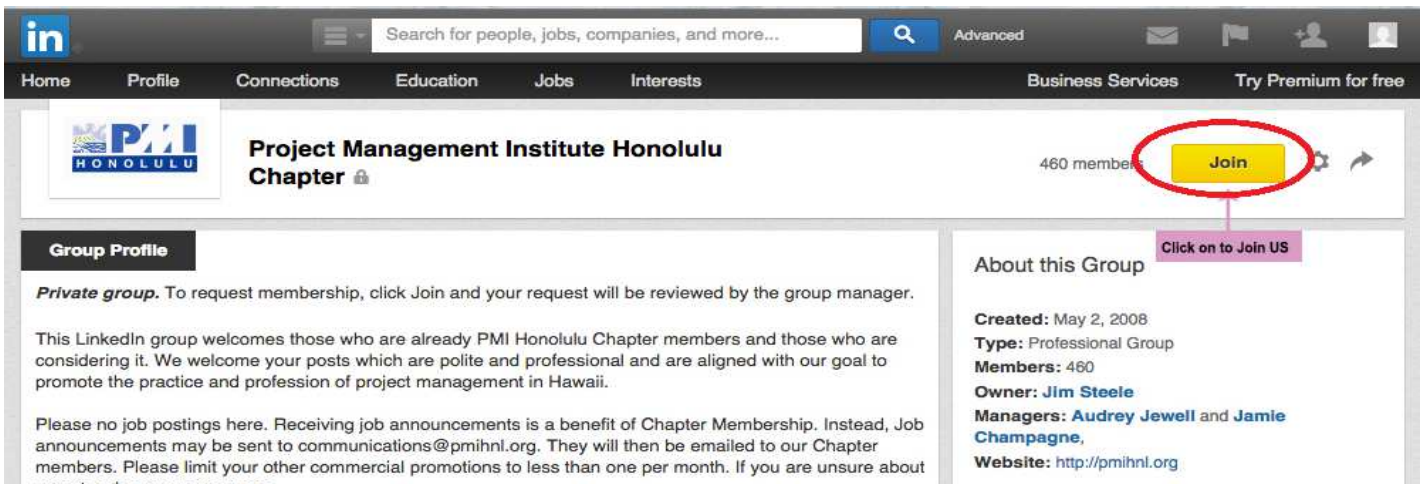 in
Search for people, jobs, companies, and more...
Advanced
Home Profile Connections Education Jobs Interests Business Services Try Premium for free
PMI
HONOLULU
Project Management Institute Honolulu
Chapter
460 members
Join
Click on to Join US
Group Profile
Private group. To request membership, click Join and your request will be reviewed by the group manager.
This LinkedIn group welcomes those who are already PMI Honolulu Chapter members and those who are
considering it. We welcome your posts which are polite and professional and are aligned with our goal to
promote the practice and profession of project management in Hawaii.
Please no job postings here. Receiving job announcements is a benefit of Chapter Membership. Instead, Job
announcements may be sent to communications@pmihnl.org. They will then be emailed to our Chapter
members. Please limit your other commercial promotions to less than one per month. If you are unsure about
About this Group
Created: May 2, 2008
Type: Professional Group
Members: 460
Owner: Jim Steele
Managers: Audrey Jewell and Jamie
Champagne,
Website: http://pmihnl.org